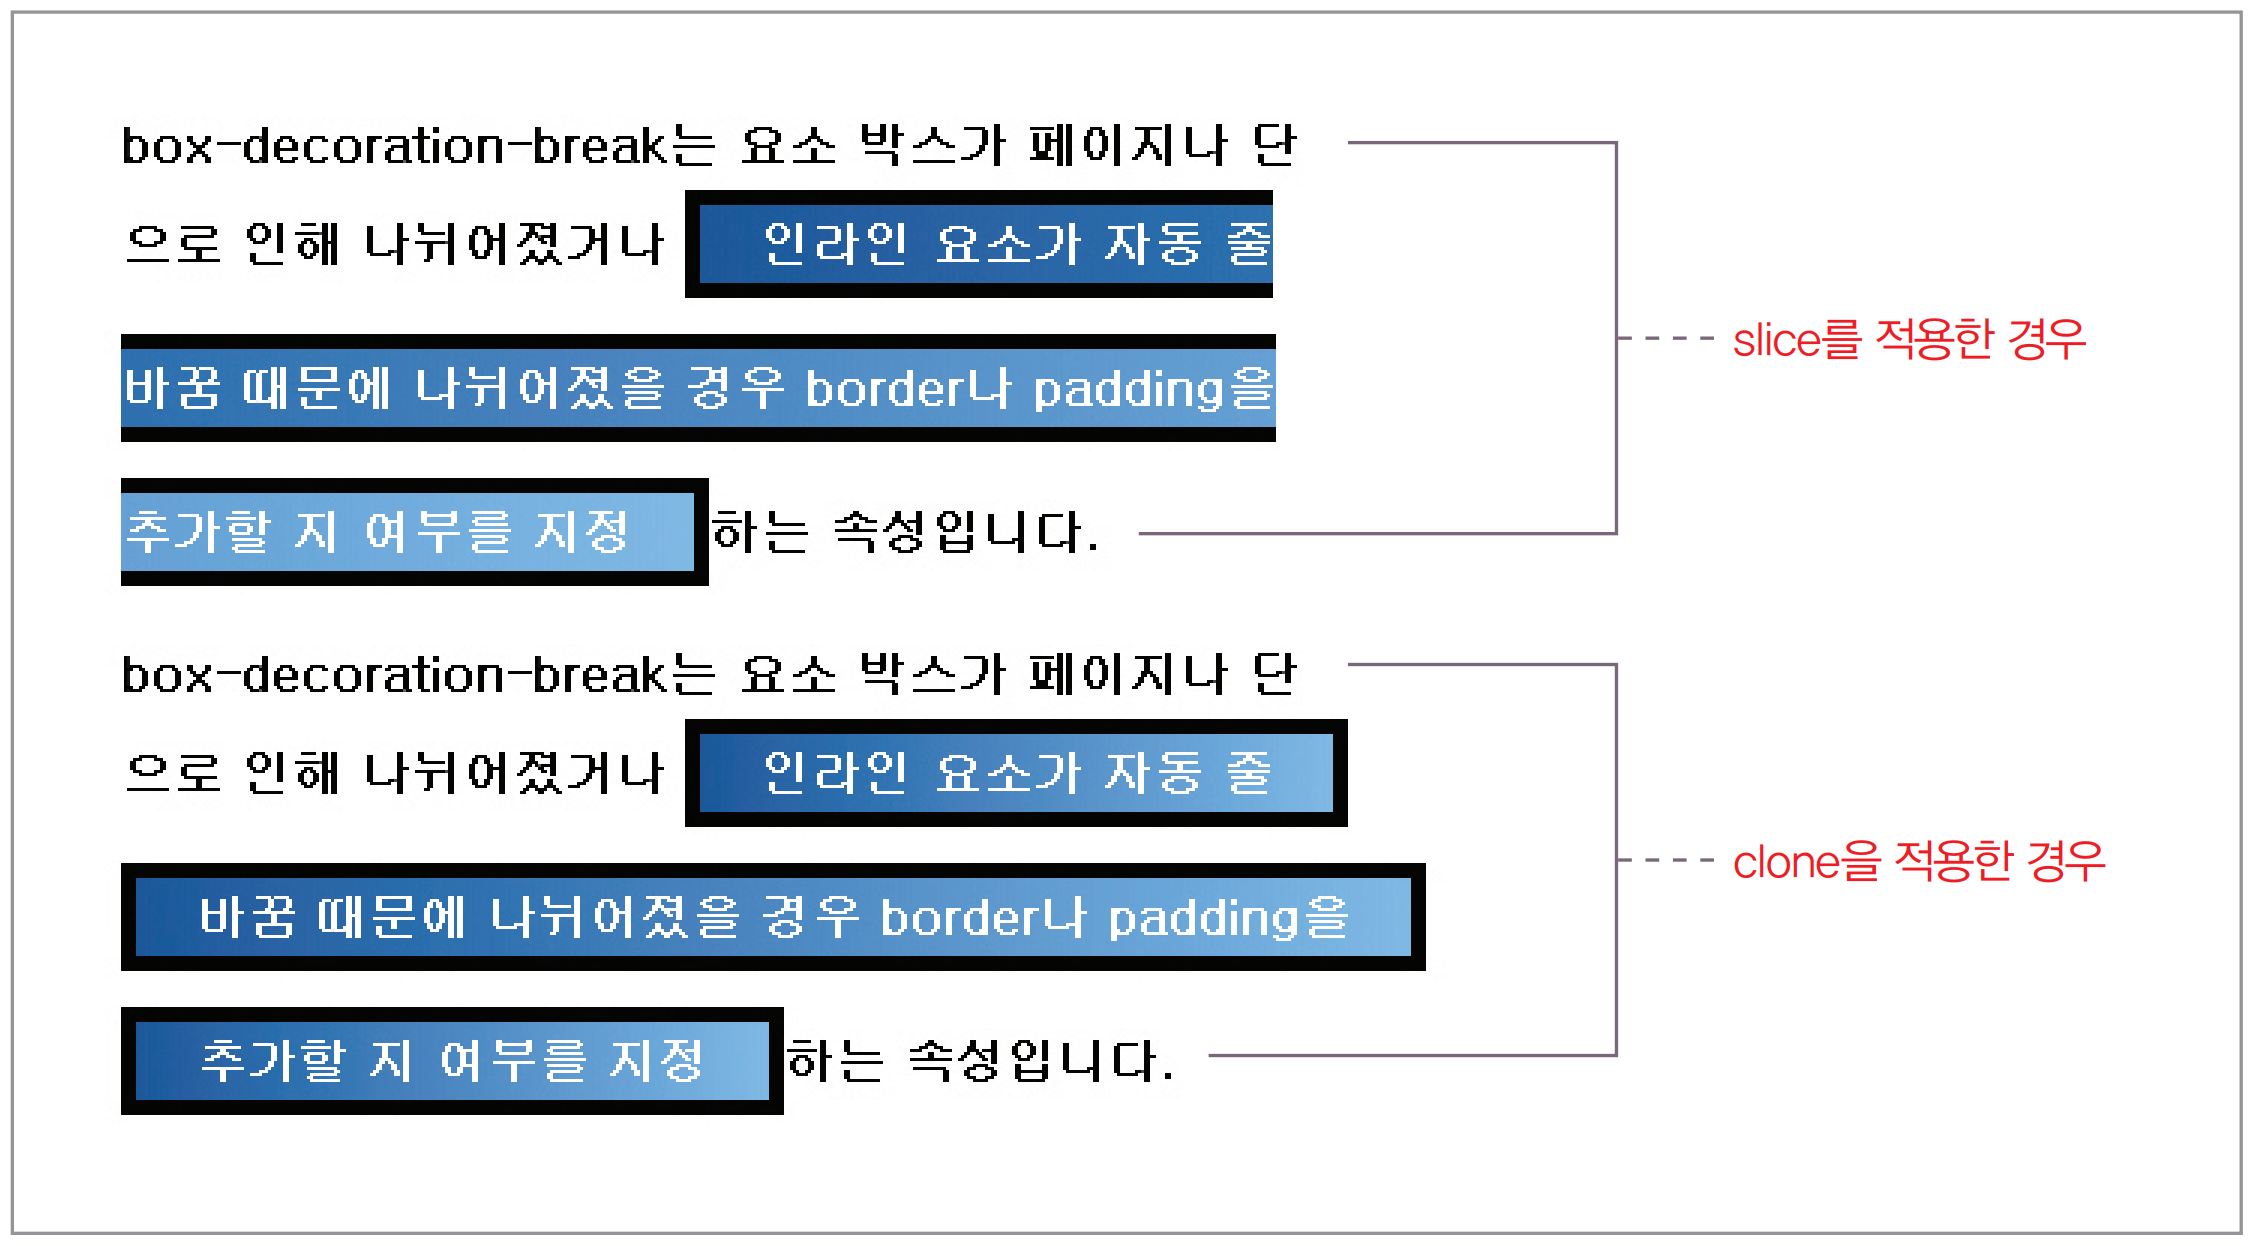 box-decoration-break는 요소 박스가 페이지나 단
으로 인해 나뉘어졌거나 인라인 요소가 자동 줄
바꿈 때문에 나뉘어졌을 경우 border나 padding을
추가할 지 여부를 지정하는 속성입니다.
slice를 적용한 경우
box-decoration-break는 요소 박스가 페이지나 단
으로 인해 나뉘어졌거나 인라인 요소가 자동 줄
바꿈 때문에 나뉘어졌을 경우 border나 padding을
추가할 지 여부를 지정하는 속성입니다.
clone을 적용한 경우